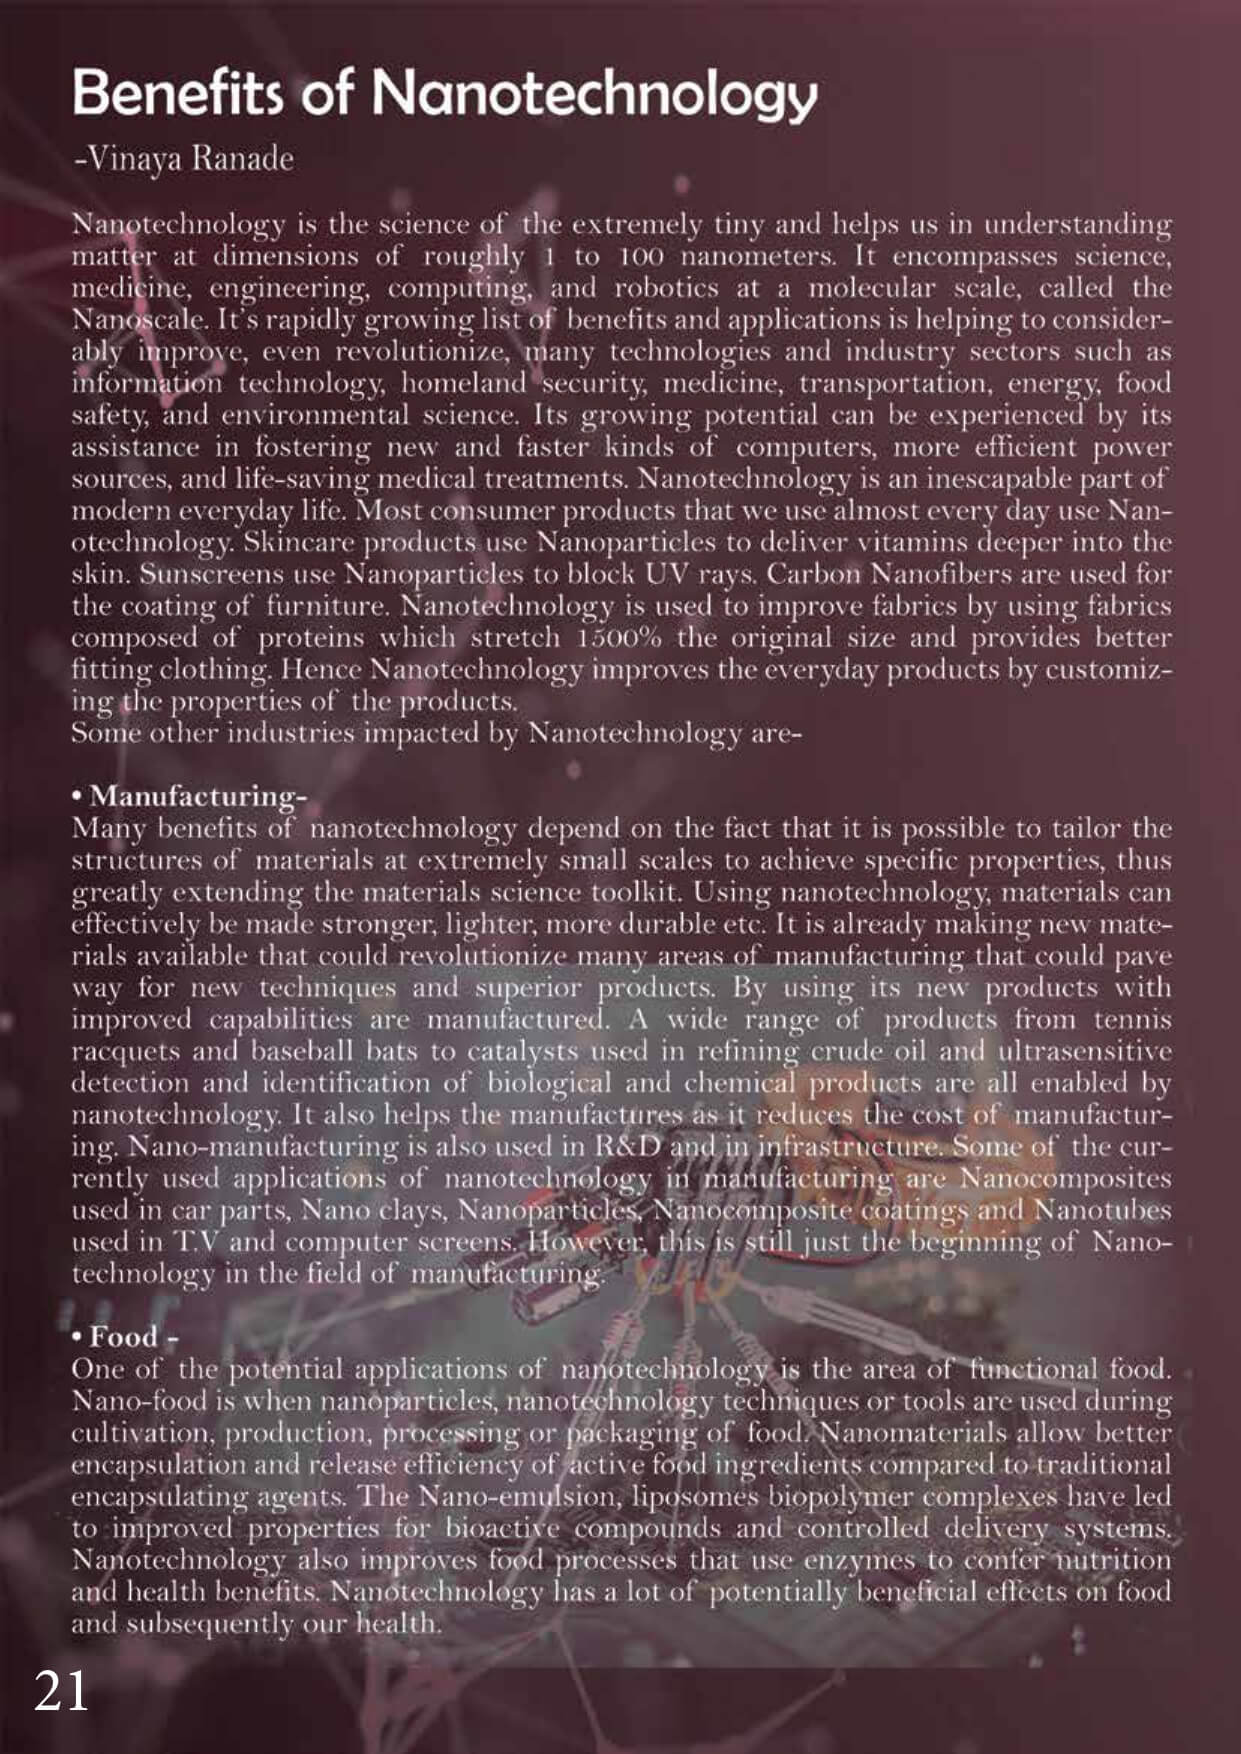 Benefits of Nanotechnology
-Vinaya Ranade
Nanotechnology is the science of the extremely tiny and helps us in understanding
matter at dimensions of roughly 1 to 100 nanometers. It encompasses science,
medicine, engineering, computing, and robotics at a molecular scale, called the
Nanoscale. It's rapidly growing list of benefits and applications is helping to consider-
ably improve, even revolutionize, many technologies and industry sectors such as
information technology, homeland security, medicine, transportation, energy, food
safety, and environmental science. Its growing potential can be experienced by its
assistance in fostering new and faster kinds of computers, more efficient power
sources, and life-saving medical treatments. Nanotechnology is an inescapable part of
modern everyday life. Most consumer products that we use almost every day use Nan-
otechnology. Skincare products use Nanoparticles to deliver vitamins deeper into the
skin. Sunscreens use Nanoparticles to block UV rays. Carbon Nanofibers are used for
the coating of furniture. Nanotechnology is used to improve fabrics by using fabrics
composed of proteins which stretch 1500% the original size and provides better
fitting clothing. Hence Nanotechnology improves the everyday products by customiz-
ing the properties of the products.
Some other industries impacted by Nanotechnology are-
• Manufacturing-
Many benefits of nanotechnology depend on the fact that it is possible to tailor the
structures of materials at extremely small scales to achieve specific properties, thus
greatly extending the materials science toolkit. Using nanotechnology, materials can
effectively be made stronger, lighter, more durable etc. It is already making new mate-
rials available that could revolutionize many areas of manufacturing that could pave
way for new techniques and superior products. By using its new products with
improved capabilities are manufactured. A wide range of products from tennis
racquets and baseball bats to catalysts used in refining crude oil and ultrasensitive
detection and identification of biological and chemical products are all enabled by
nanotechnology. It also helps the manufactures as it reduces the cost of manufactur-
ing. Nano-manufacturing is also used in R&D and in infrastructure. Some of the cur-
rently used applications of nanotechnology in manufacturing are Nanocomposites
used in car parts, Nano clays, Nanoparticles, Nanocomposite coatings and Nanotubes
used in T.V and computer screens. However, this is still just the beginning of Nano-
technology in the field of manufacturing.
• Food -
One of the potential applications of nanotechnology is the area of functional food.
Nano-food is when nanoparticles, nanotechnology techniques or tools are used during
cultivation, production, processing or packaging of food. Nanomaterials allow better
encapsulation and release efficiency of active food ingredients compared to traditional
encapsulating agents. The Nano-emulsion, liposomes biopolymer complexes have led
to improved properties for bioactive compounds and controlled delivery systems.
Nanotechnology also improves food processes that use enzymes to confer nutrition
and health benefits. Nanotechnology has a lot of potentially beneficial effects on food
and subsequently our health.
21